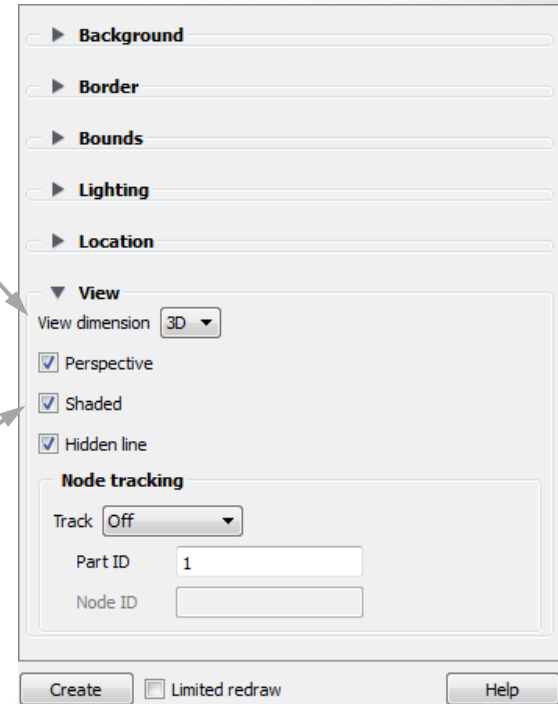 Background
Border
Bounds
Lighting
Location
View
View dimension 3D
Perspective
Shaded
Hidden line
Node tracking
Track Off
Part ID 1
Node ID
Create Limited redraw Help